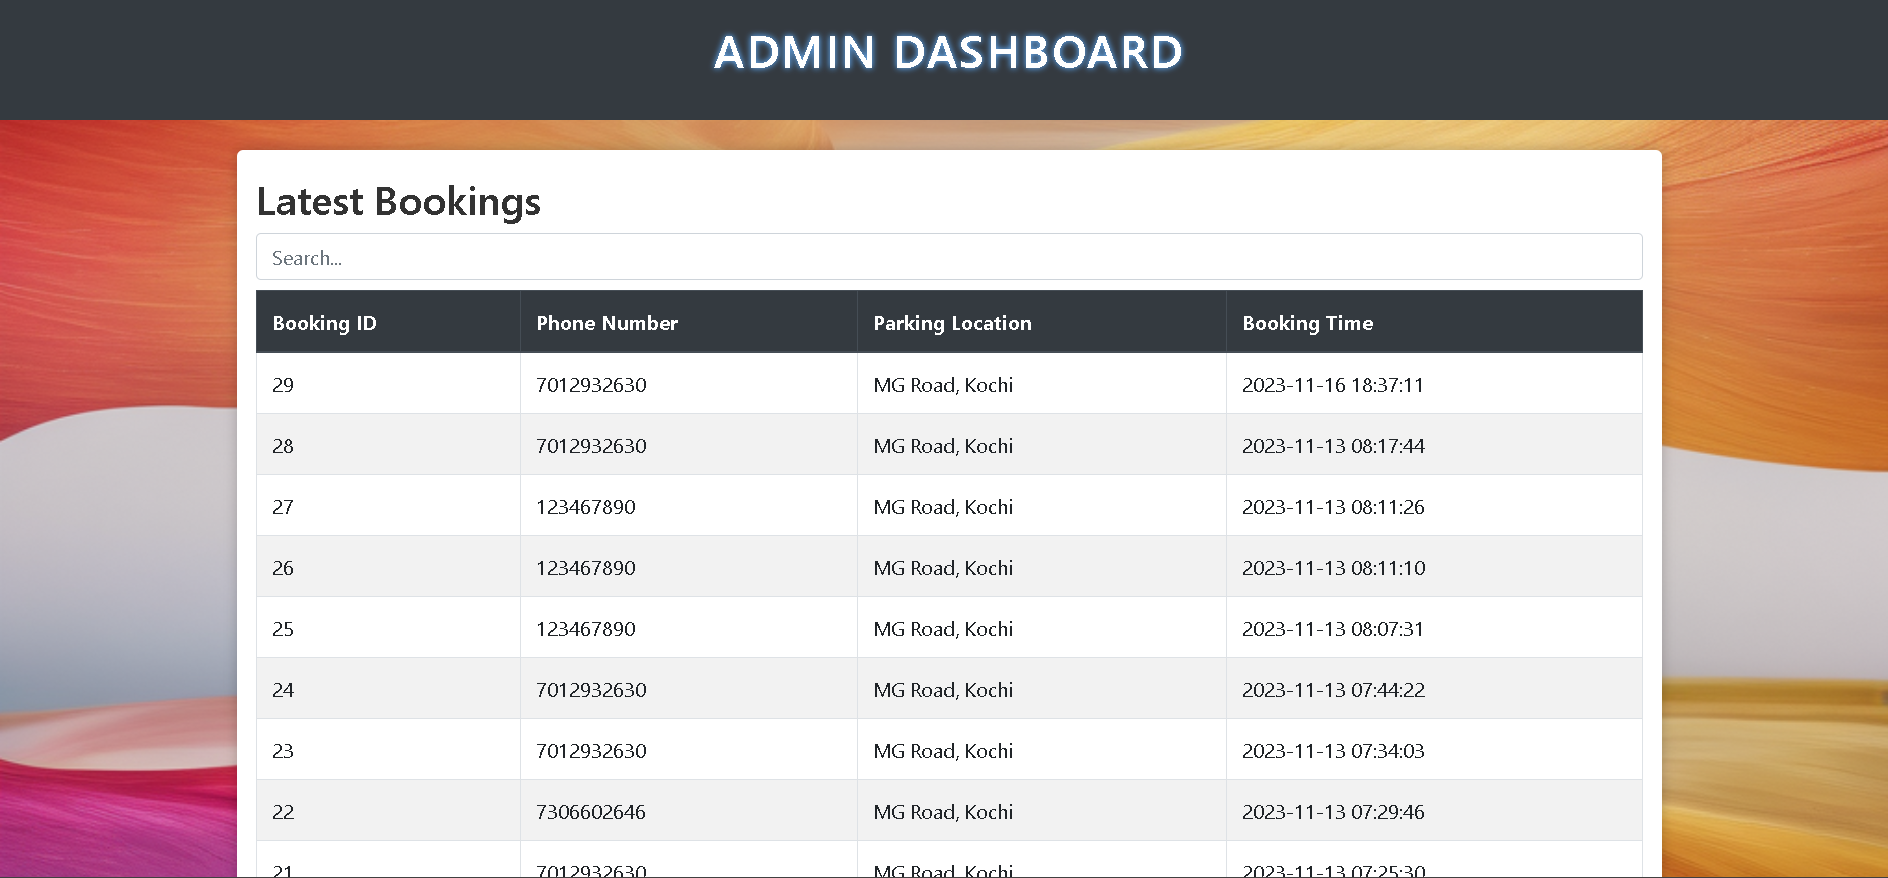 ADMIN DASHBOARD
Latest Bookings
Search...
Booking ID Phone Number Parking Location Booking Time
29 7012932630 MG Road, Kochi 2023-11-16 18:37:11
28 7012932630 MG Road, Kochi 2023-11-13 08:17:44
27 123467890 MG Road, Kochi 2023-11-13 08:11:26
26 123467890 MG Road, Kochi 2023-11-13 08:11:10
25 123467890 MG Road, Kochi 2023-11-13 08:07:31
24 7012932630 MG Road, Kochi 2023-11-13 07:44:22
23 7012932630 MG Road, Kochi 2023-11-13 07:34:03
22 7306602646 MG Road, Kochi 2023-11-13 07:29:46
21 7012932630 MG Road, Kochi 2023-11-13 07:25:30